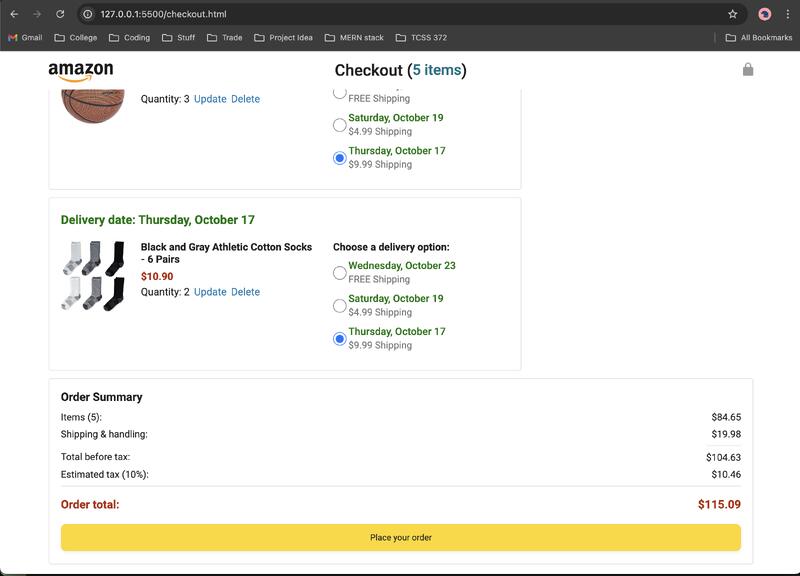 127.0.0.1:5500/checkout.html
Gmail College Coding Stuff Trade Project Idea MERN stack TCSS 372 All Bookmarks
amazon
Checkout (5 items)
Quantity: 3 Update Delete
FREE Shipping
Saturday, October 19
$4.99 Shipping
Thursday, October 17
$9.99 Shipping
Delivery date: Thursday, October 17
Black and Gray Athletic Cotton Socks
- 6 Pairs
$10.90
Quantity: 2 Update Delete
Choose a delivery option:
Wednesday, October 23
FREE Shipping
Saturday, October 19
$4.99 Shipping
Thursday, October 17
$9.99 Shipping
Order Summary
Items (5): $84.65
Shipping & handling: $19.98
Total before tax: $104.63
Estimated tax (10%): $10.46
Order total: $115.09
Place your order